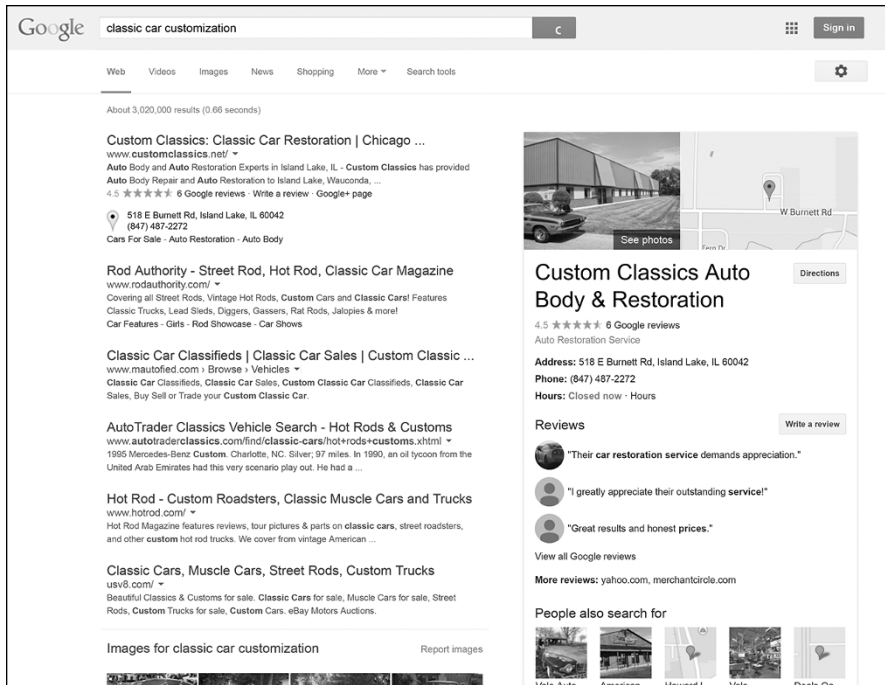 Google
classic car customization
Sign in
Web Videos Images News Shopping More Search tools
About 3,020,000 results (0.66 seconds)
Custom Classics: Classic Car Restoration | Chicago ...
www.customclassics.net/
Auto Body and Auto Restoration Experts in Island Lake, IL - Custom Classics has provided
Auto Body Repair and Auto Restoration to Island Lake, Wauconda, ...
4.5 ★★★★★ 6 Google reviews · Write a review · Google+ page
518 E Burnett Rd, Island Lake, IL 60042
(847) 487-2272
Cars For Sale - Auto Restoration - Auto Body
Rod Authority - Street Rod, Hot Rod, Classic Car Magazine
www.rodauthority.com/
Covering all Street Rods, Vintage Hot Rods, Custom Cars and Classic Cars! Features
Classic Trucks, Lead Sleds, Diggers, Gassers, Rat Rods, Jalopies & more!
Car Features - Girls - Rod Showcase - Car Shows
Classic Car Classifieds | Classic Car Sales | Custom Classic ...
www.mautofied.com › Browse › Vehicles
Classic Car Classifieds, Classic Car Sales, Custom Classic Car Classifieds, Classic Car
Sales, Buy Sell or Trade your Custom Classic Car.
AutoTrader Classics Vehicle Search - Hot Rods & Customs
www.autotraderclassics.com/find/classic-cars/hot+rods+customs.xhtml
1995 Mercedes-Benz Custom. Charlotte, NC. Silver; 97 miles. In 1990, an oil tycoon from the
United Arab Emirates had this very scenario play out. He had a ...
Hot Rod - Custom Roadsters, Classic Muscle Cars and Trucks
www.hotrod.com/
Hot Rod Magazine features reviews, tour pictures & parts on classic cars, street roadsters,
and other custom hot rod trucks. We cover from vintage American ...
Classic Cars, Muscle Cars, Street Rods, Custom Trucks
usv8.com/
Beautiful Classics & Customs for sale. Classic Cars for sale, Muscle Cars for sale, Street
Rods, Custom Trucks for sale, Custom Cars. eBay Motors Auctions.
Images for classic car customization
Report images
See photos
W Burnett Rd
Fern Dr
Custom Classics Auto
Body & Restoration
Directions
4.5 ★★★★★ 6 Google reviews
Auto Restoration Service
Address: 518 E Burnett Rd, Island Lake, IL 60042
Phone: (847) 487-2272
Hours: Closed now · Hours
Reviews
Write a review
"Their car restoration service demands appreciation."
"I greatly appreciate their outstanding service!"
"Great results and honest prices."
View all Google reviews
More reviews: yahoo.com, merchantcircle.com
People also search for